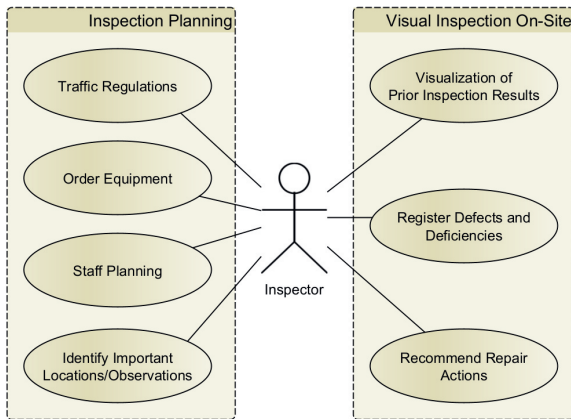 Inspection Planning
Traffic Regulations
Order Equipment
Staff Planning
Identify Important
Locations/Observations
Inspector
Visual Inspection On-Site
Visualization of
Prior Inspection Results
Register Defects and
Deficiencies
Recommend Repair
Actions